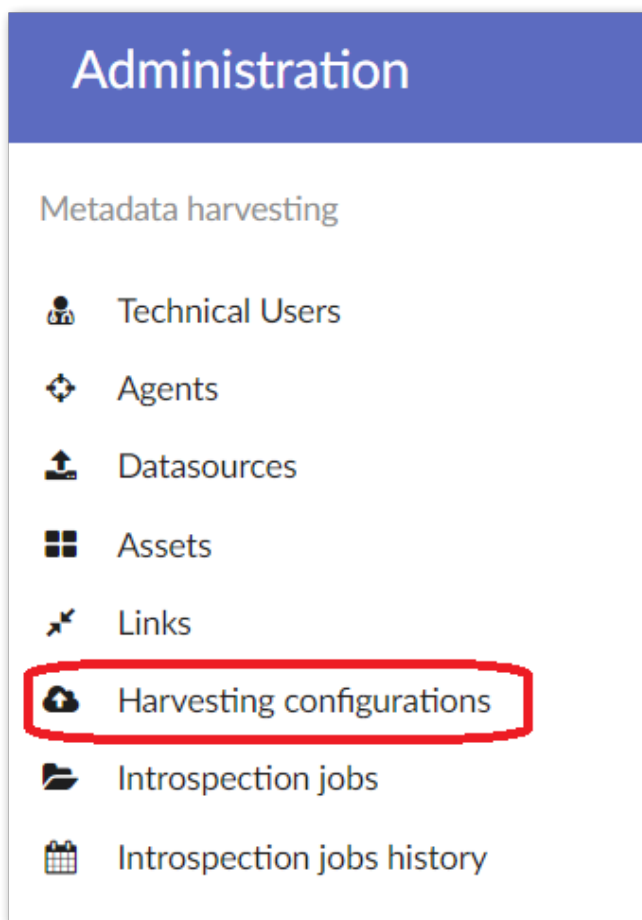 Administration
Metadata harvesting
Technical Users
Agents
Datasources
Assets
Links
Harvesting configurations
Introspection jobs
Introspection jobs history